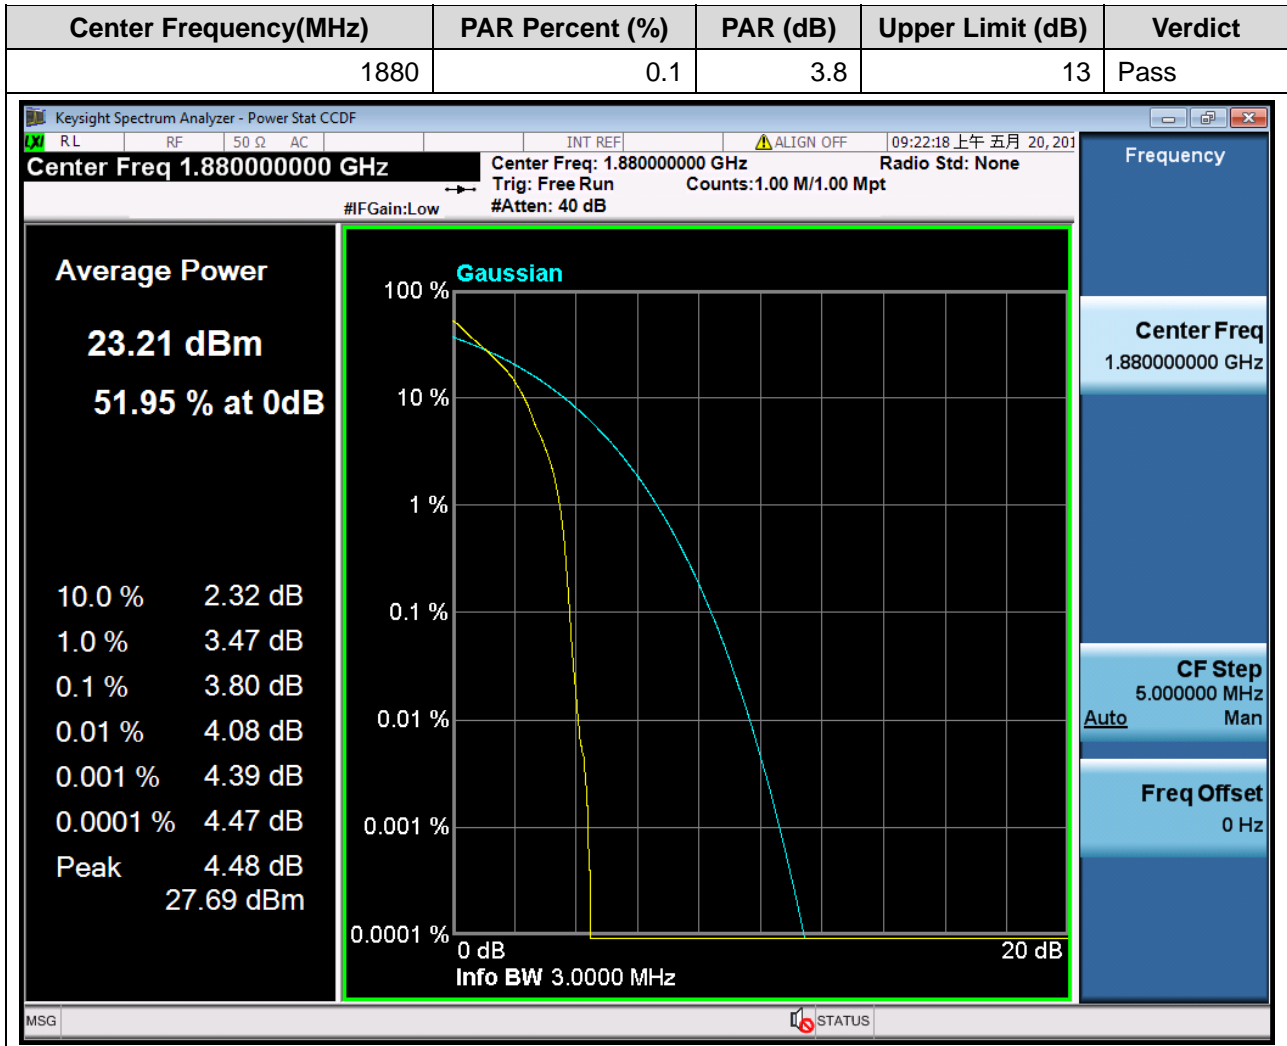 Center Frequency(MHz) PAR Percent (%) PAR (dB) Upper Limit (dB) Verdict
1880 0.1 3.8 13 Pass
Keysight Spectrum Analyzer - Power Stat CCDF
LXI RL RF 50 Ω AC INT REF ALIGN OFF 09:22:18 上午 五月 20, 201
Center Freq 1.880000000 GHz
Center Freq: 1.880000000 GHz Radio Std: None
Trig: Free Run Counts:1.00 M/1.00 Mpt
#IFGain:Low #Atten: 40 dB
Average Power
23.21 dBm
51.95 % at 0dB
10.0 % 2.32 dB
1.0 % 3.47 dB
0.1 % 3.80 dB
0.01 % 4.08 dB
0.001 % 4.39 dB
0.0001 % 4.47 dB
Peak 4.48 dB
27.69 dBm
Gaussian
100 %
10 %
1 %
0.1 %
0.01 %
0.001 %
0.0001 %
0 dB 20 dB
Info BW 3.0000 MHz
Frequency
Center Freq
1.880000000 GHz
CF Step
5.000000 MHz
Auto Man
Freq Offset
0 Hz
MSG STATUS